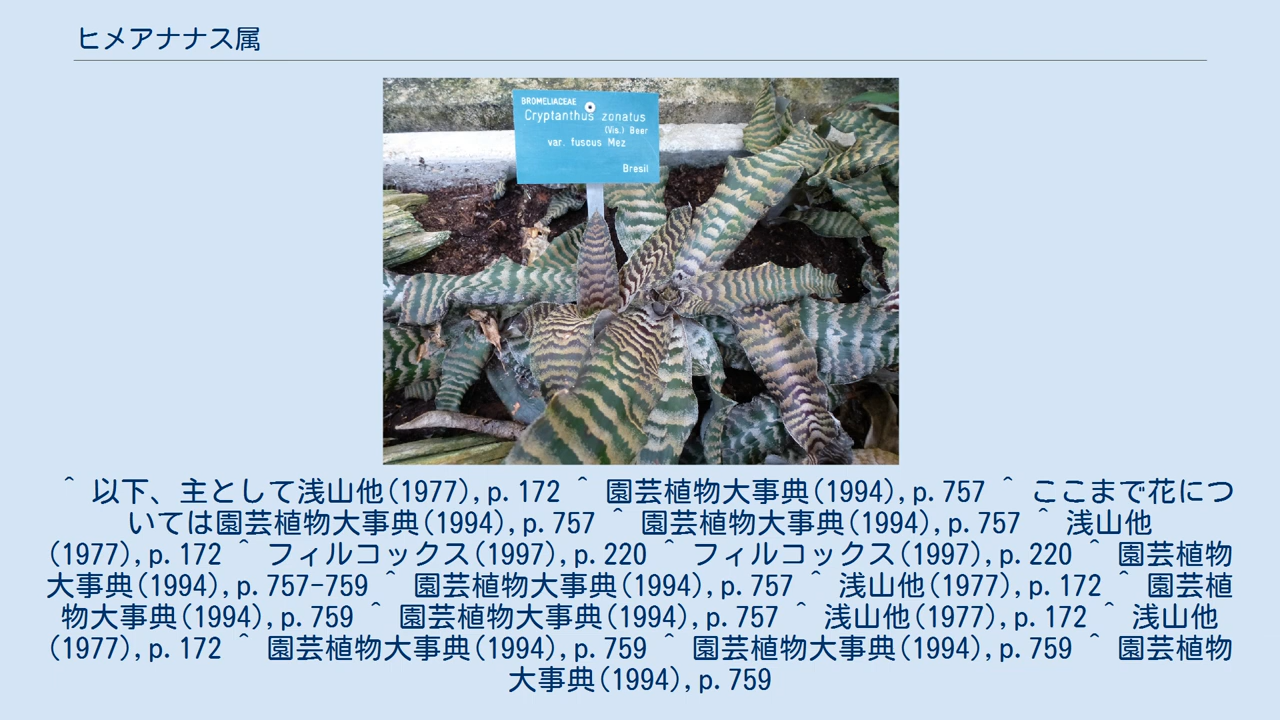 ヒメアナナス属
BROMELIACEAE
Cryptanthus zonatus
(Vis.) Beer
var. fuscus Mez
Bresil
^ 以下、主として浅山他(1977),p.172 ^ 園芸植物大事典(1994),p.757 ^ ここまで花につ
いては園芸植物大事典(1994),p.757 ^ 園芸植物大事典(1994),p.757 ^ 浅山他
(1977),p.172 ^ フィルコックス(1997),p.220 ^ フィルコックス(1997),p.220 ^ 園芸植物
大事典(1994),p.757-759 ^ 園芸植物大事典(1994),p.757 ^ 浅山他(1977),p.172 ^ 園芸植
物大事典(1994),p.759 ^ 園芸植物大事典(1994),p.757 ^ 浅山他(1977),p.172 ^ 浅山他
(1977),p.172 ^ 園芸植物大事典(1994),p.759 ^ 園芸植物大事典(1994),p.759 ^ 園芸植物
大事典(1994),p.759